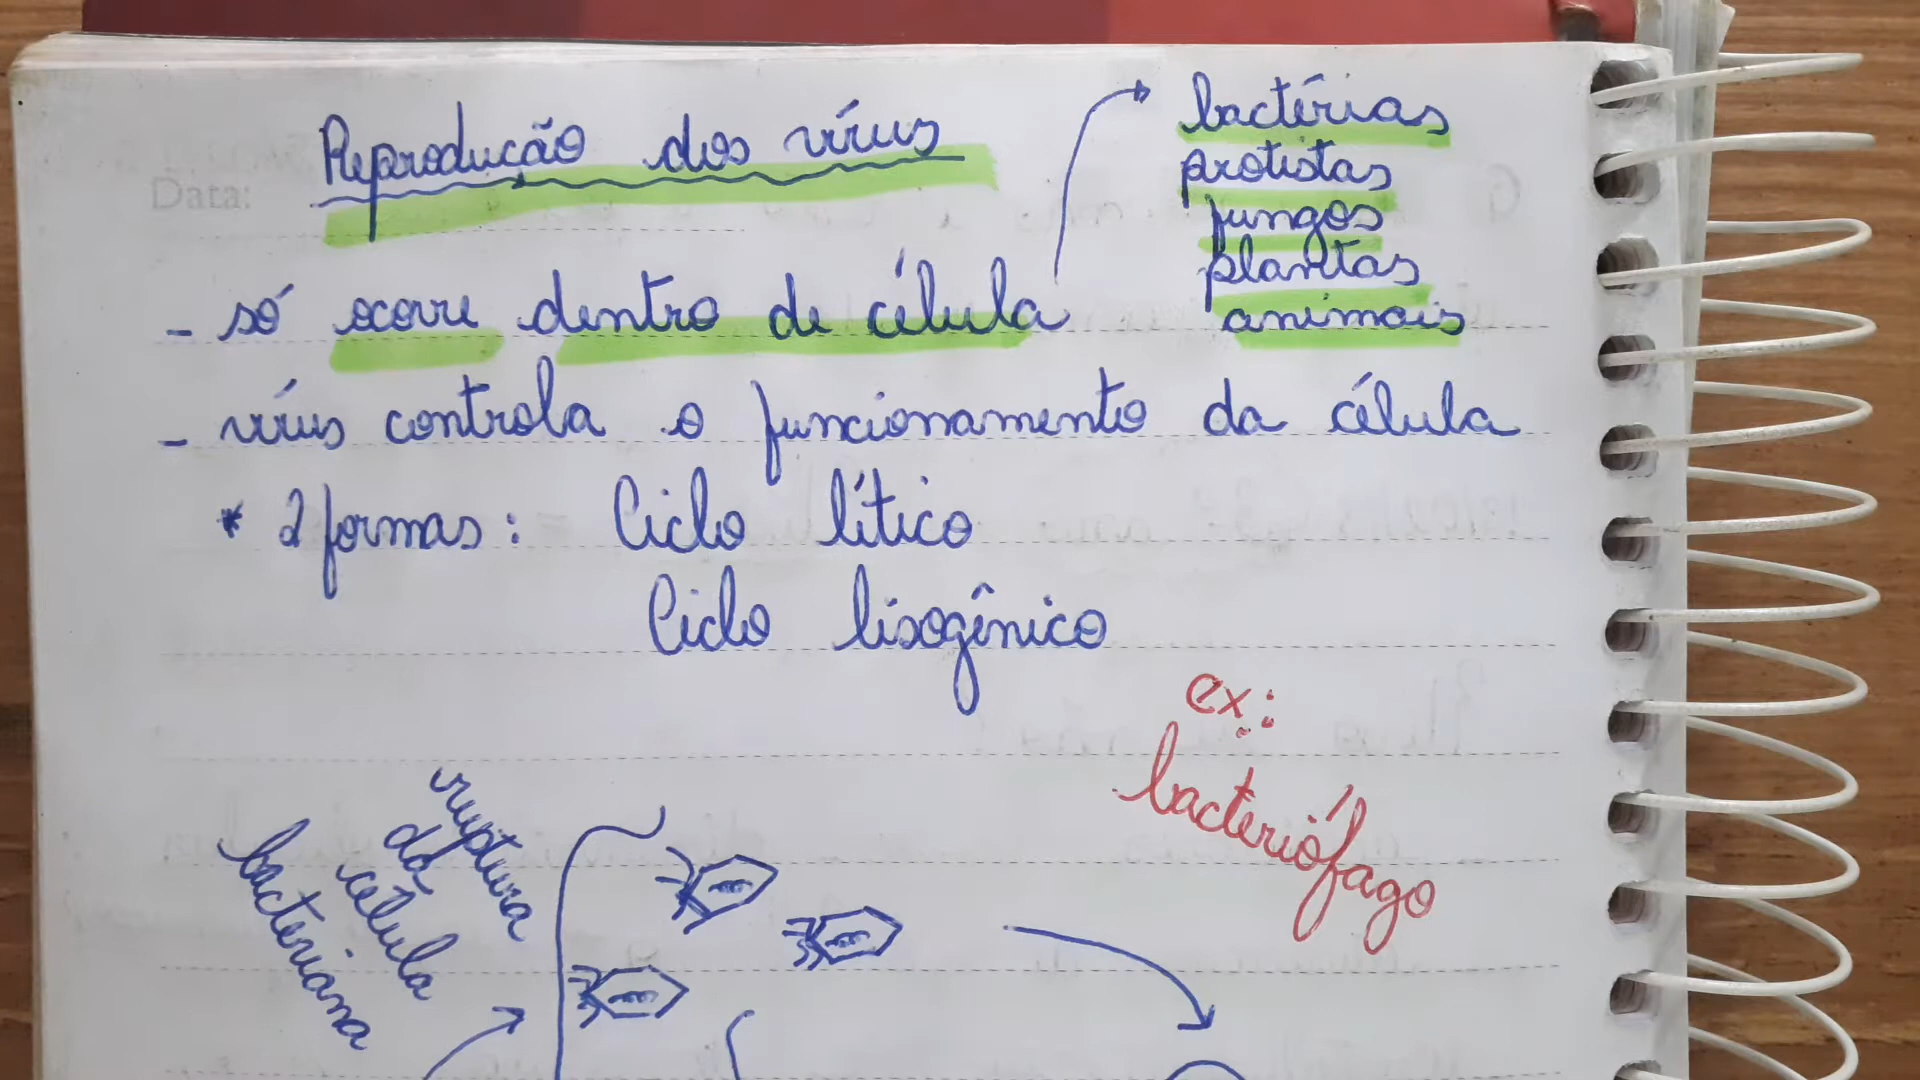 Reprodução dos vírus
bactérias
protistas
fungos
plantas
animais
Data:
- só ocorre dentro de célula
- vírus controla o funcionamento da célula
* 2 formas: Ciclo lítico
Ciclo lisogênico
ex:
bacteriófago
ruptura
da
célula
bacteriana